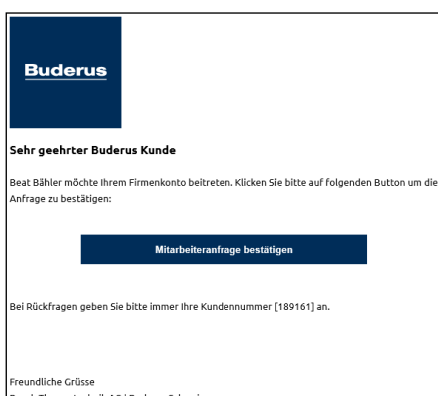 Buderus
Sehr geehrter Buderus Kunde
Beat Bähler möchte Ihrem Firmenkonto beitreten. Klicken Sie bitte auf folgenden Button um die
Anfrage zu bestätigen:
Mitarbeiteranfrage bestätigen
Bei Rückfragen geben Sie bitte immer Ihre Kundennummer [189161] an.
Freundliche Grüsse